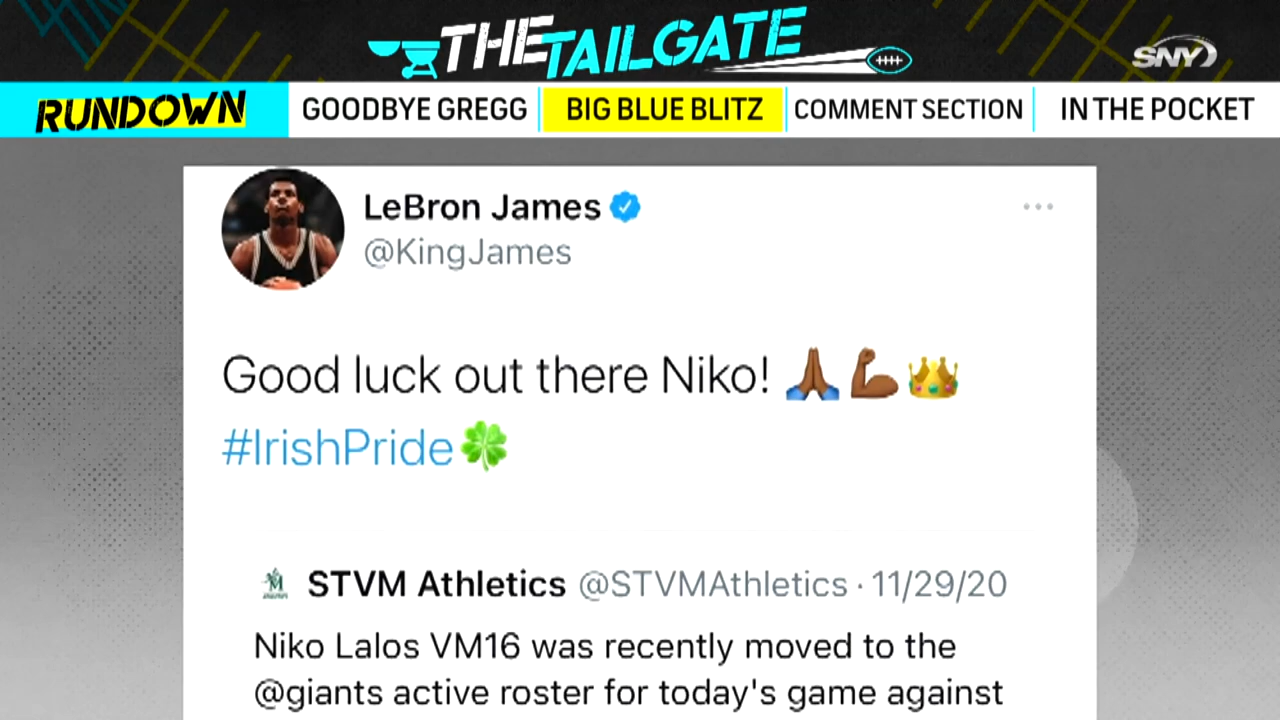 THE TAILGATE
SNY
RUNDOWN
GOODBYE GREGG
BIG BLUE BLITZ
COMMENT SECTION
IN THE POCKET
LeBron James
@KingJames
Good luck out there Niko! 🙏🏾💪🏾👑
#IrishPride🍀
STVM Athletics @STVMAthletics · 11/29/20
Niko Lalos VM16 was recently moved to the
@giants active roster for today's game against